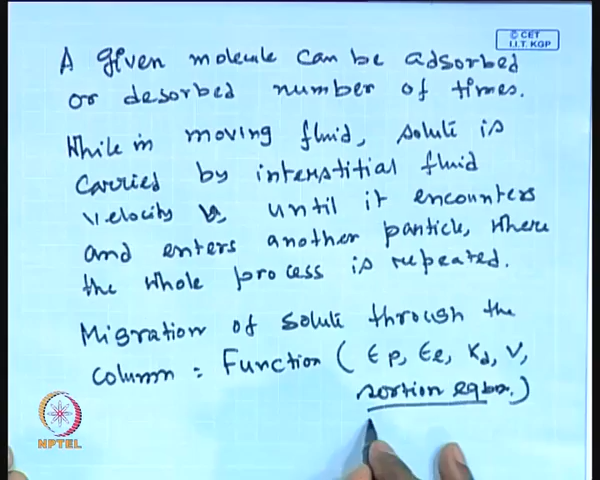 © CET
I.I.T. KGP
A given molecule can be adsorbed
or desorbed number of times.
While in moving fluid, solute is
carried by interstitial fluid
velocity v, until it encounters
and enters another particle, where
the whole process is repeated.
Migration of solute through the
column = Function ( εp, εe, Kd, V,
sortion eqbm.)
NPTEL